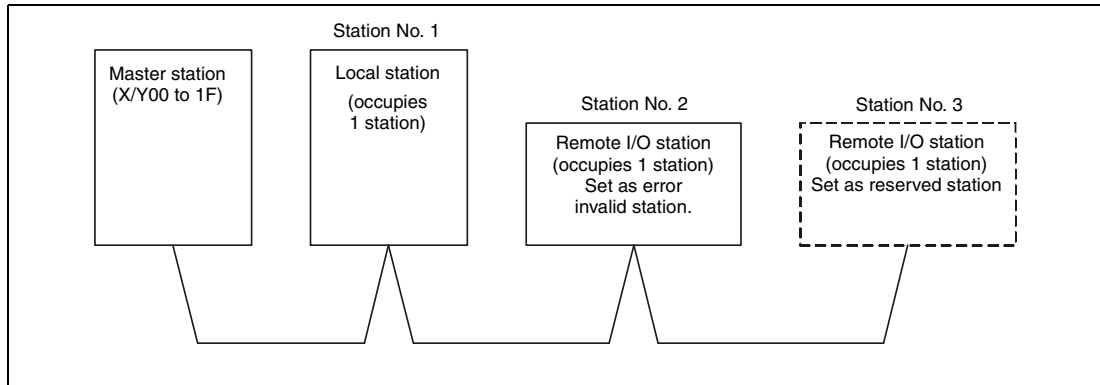 Station No. 1
Master station
(X/Y00 to 1F)
Local station
(occupies
1 station)
Station No. 2
Remote I/O station
(occupies 1 station)
Set as error
invalid station.
Station No. 3
Remote I/O station
(occupies 1 station)
Set as reserved station